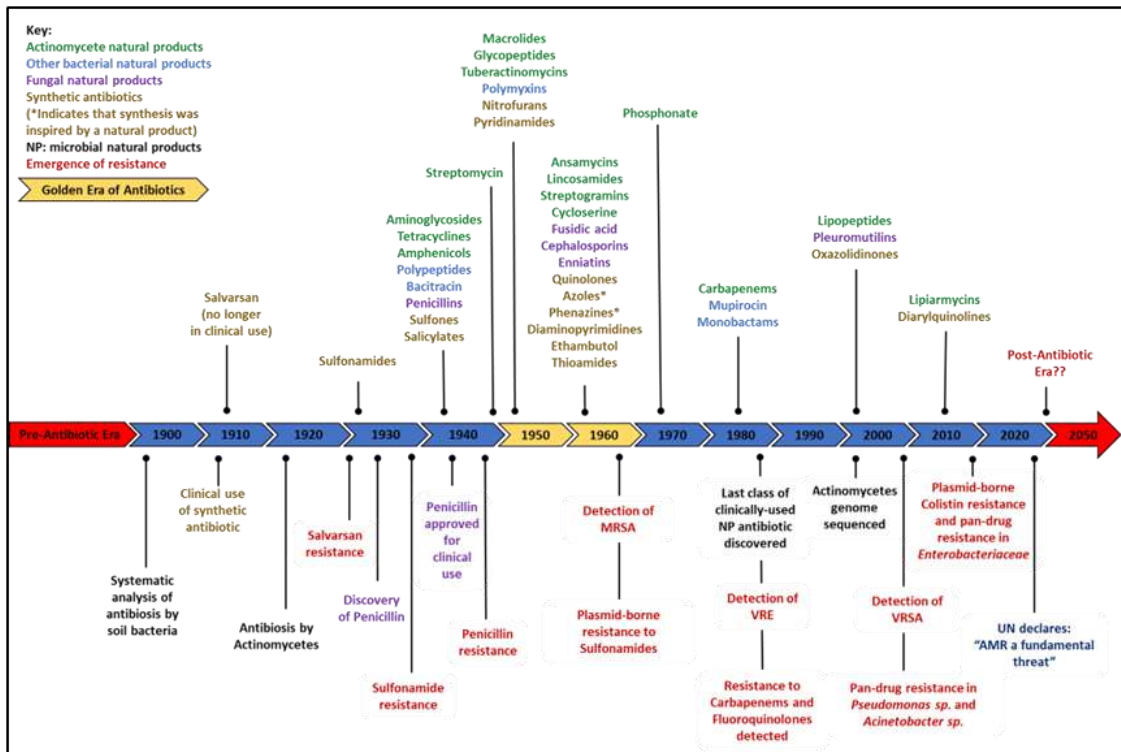 Key:
Actinomycete natural products
Other bacterial natural products
Fungal natural products
Synthetic antibiotics
(*Indicates that synthesis was
inspired by a natural product)
NP: microbial natural products
Emergence of resistance
Golden Era of Antibiotics
Salvarsan
(no longer
in clinical use)
Sulfonamides
Aminoglycosides
Tetracyclines
Amphenicols
Polypeptides
Bacitracin
Penicillins
Sulfones
Salicylates
Streptomycin
Macrolides
Glycopeptides
Tuberactinomycins
Polymyxins
Nitrofurans
Pyridinamides
Ansamycins
Lincosamides
Streptogramins
Cycloserine
Fusidic acid
Cephalosporins
Enniatins
Quinolones
Azoles*
Phenazines*
Diaminopyrimidines
Ethambutol
Thioamides
Phosphonate
Carbapenems
Mupirocin
Monobactams
Lipopeptides
Pleuromutilins
Oxazolidinones
Lipiarmycins
Diarylquinolines
Post-Antibiotic
Era??
Pre-Antibiotic Era
1900
1910
1920
1930
1940
1950
1960
1970
1980
1990
2000
2010
2020
2050
Systematic
analysis of
antibiosis by
soil bacteria
Clinical use
of synthetic
antibiotic
Antibiosis by
Actinomycetes
Salvarsan
resistance
Discovery
of Penicillin
Sulfonamide
resistance
Penicillin
approved
for
clinical
use
Penicillin
resistance
Detection of
MRSA
Plasmid-borne
resistance to
Sulfonamides
Last class of
clinically-used
NP antibiotic
discovered
Detection of
VRE
Resistance to
Carbapenems and
Fluoroquinolones
detected
Actinomycetes
genome
sequenced
Detection of
VRSA
Pan-drug resistance in
Pseudomonas sp. and
Acinetobacter sp.
Plasmid-borne
Colistin resistance
and pan-drug
resistance in
Enterobacteriaceae
UN declares:
“AMR a fundamental
threat”